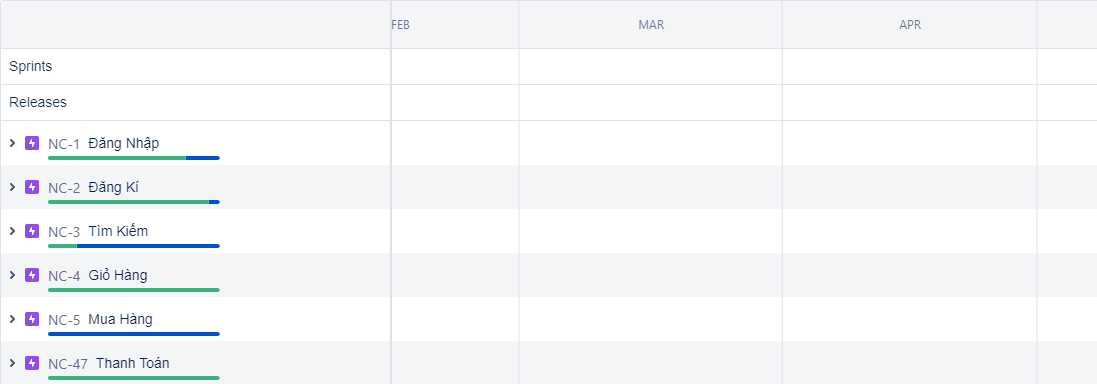 FEB MAR APR
Sprints
Releases
NC-1 Đăng Nhập
NC-2 Đăng Kí
NC-3 Tìm Kiếm
NC-4 Giỏ Hàng
NC-5 Mua Hàng
NC-47 Thanh Toán